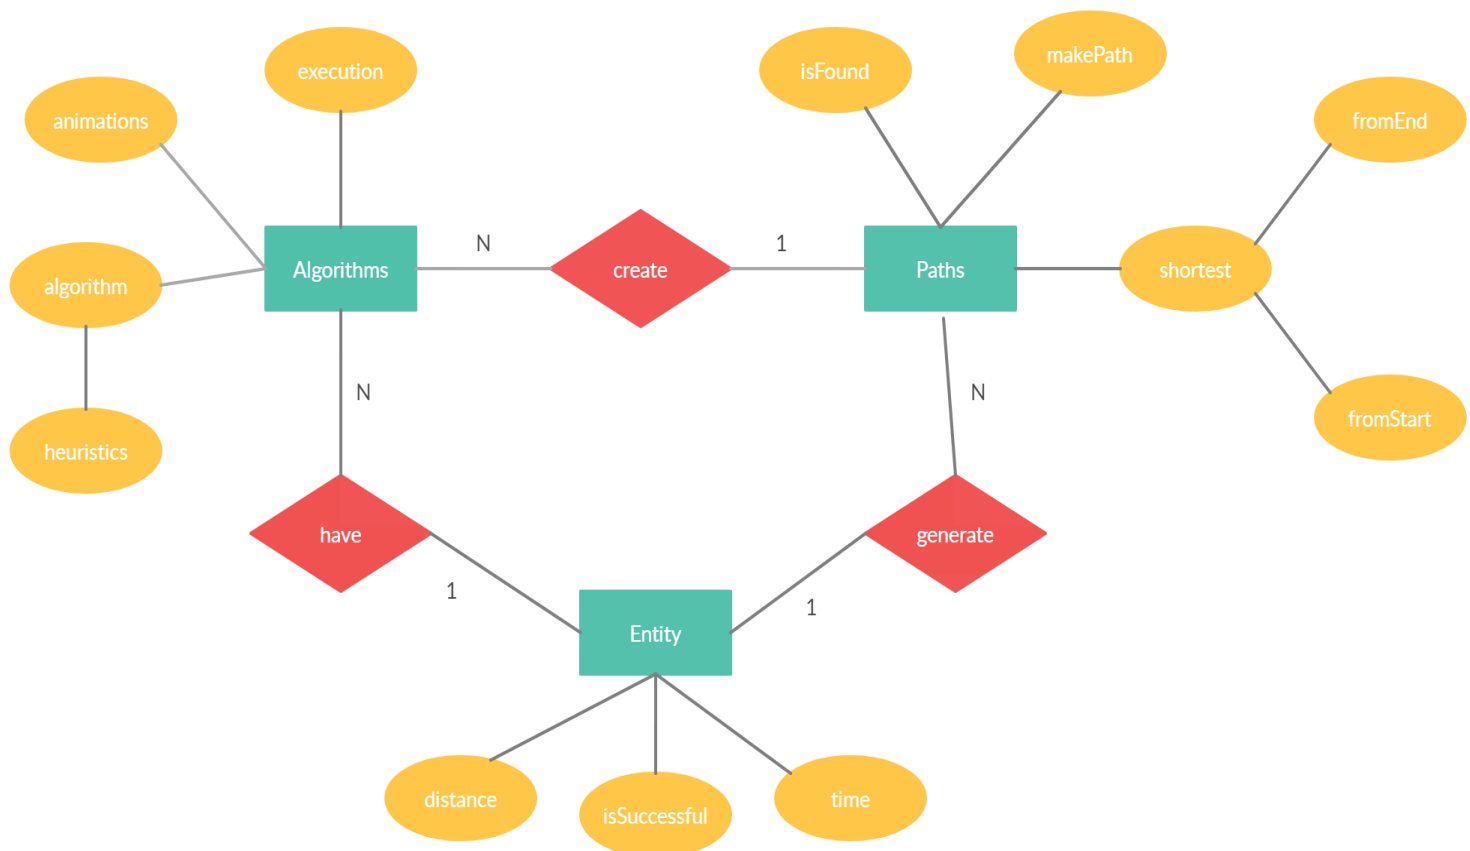 makePath
isFound
execution
animations
fromEnd
N
1
Algorithms
create
Paths
shortest
algorithm
N
N
fromStart
heuristics
have
generate
1
1
Entity
distance
isSuccessful
time